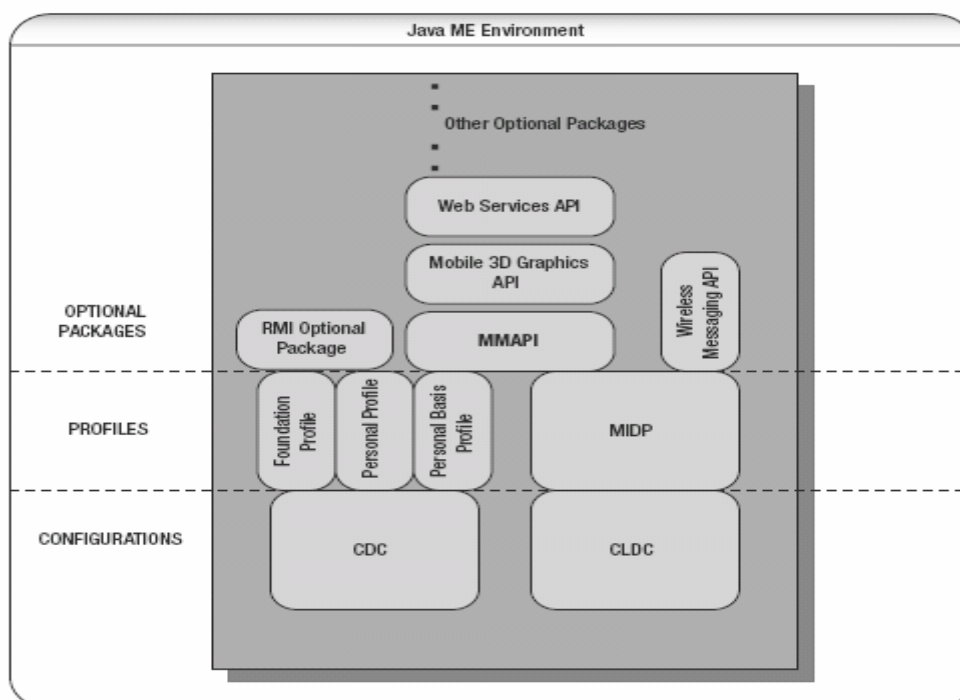 Java ME Environment
Other Optional Packages
Web Services API
Mobile 3D Graphics
API
Wireless
Messaging API
OPTIONAL
PACKAGES
RMI Optional
Package
MMAPI
PROFILES
Foundation
Profile
Personal Profile
Personal Basis
Profile
MIDP
CONFIGURATIONS
CDC
CLDC